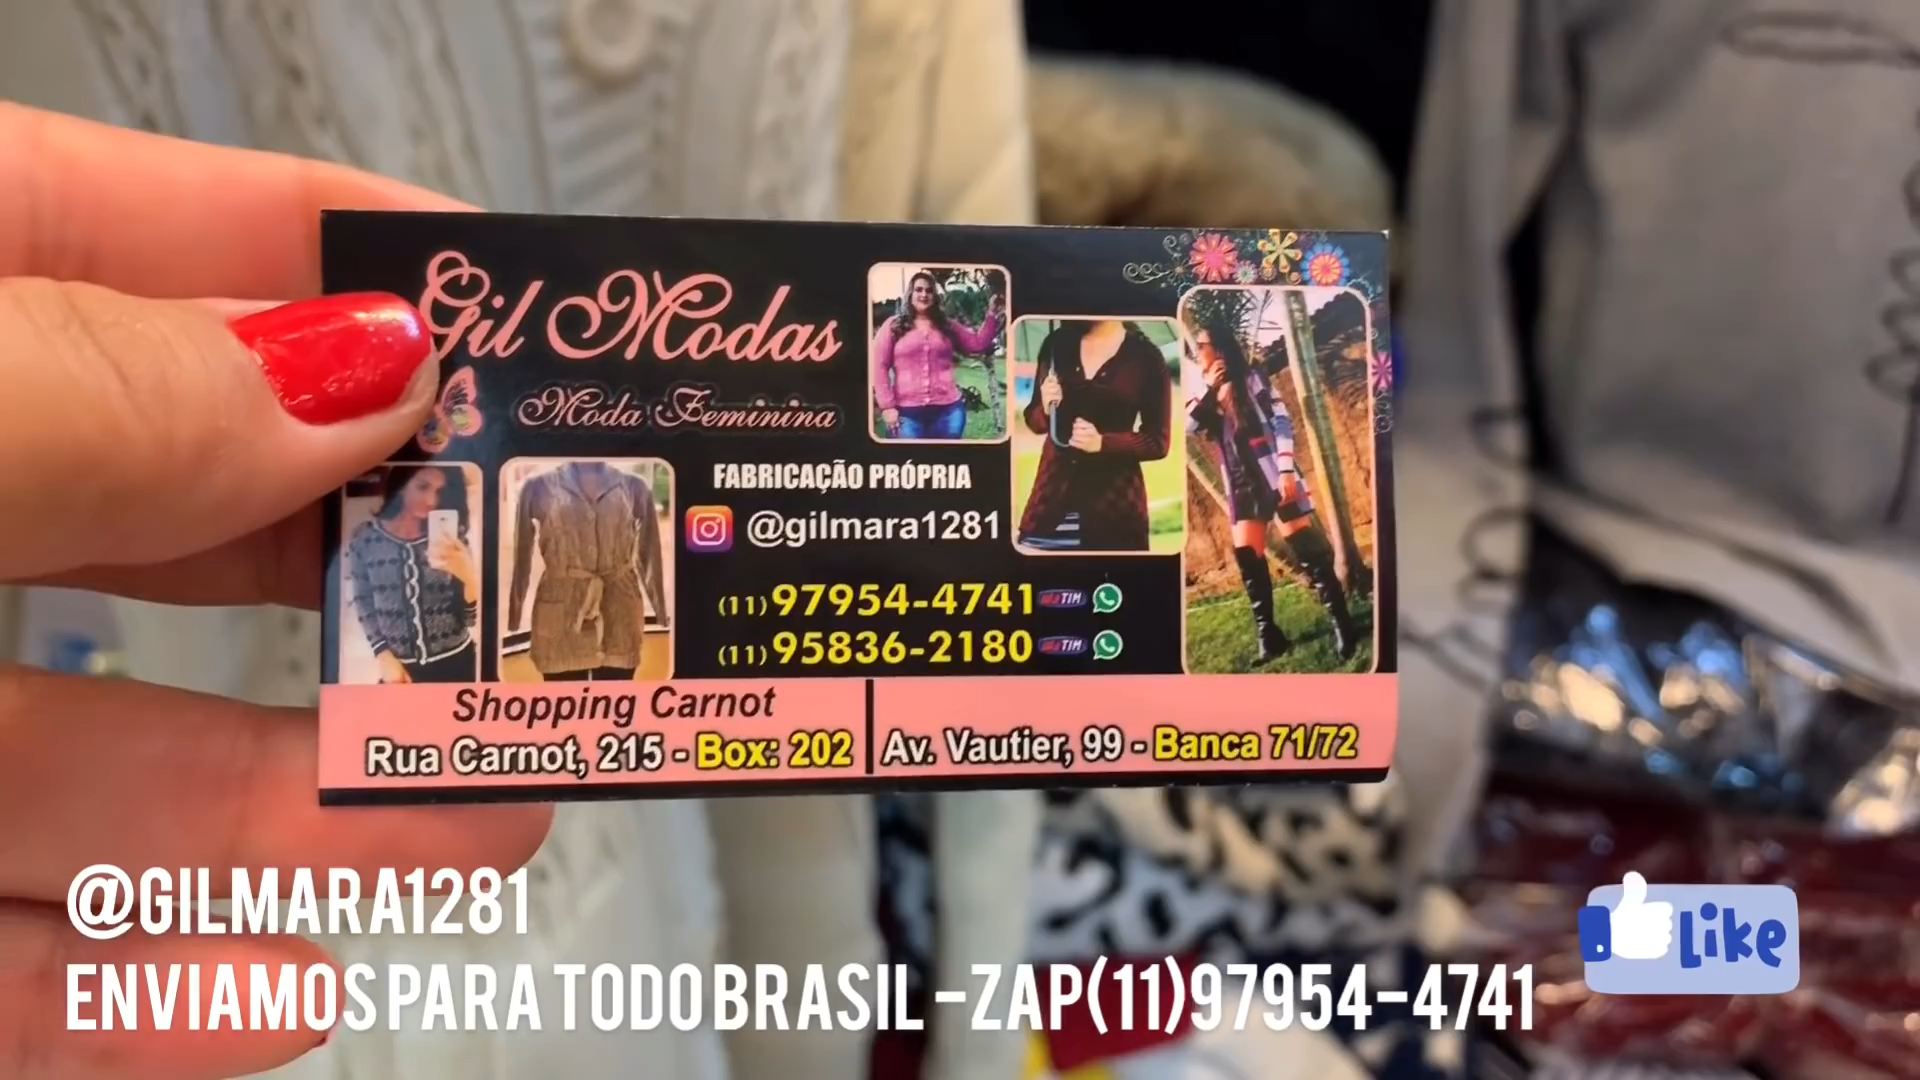 Gil Modas
Moda Feminina
FABRICAÇÃO PRÓPRIA
@gilmara1281
(11) 97954-4741 TIM
(11) 95836-2180 TIM
Shopping Carnot
Rua Carnot, 215 - Box: 202
Av. Vautier, 99 - Banca 71/72
@GILMARA1281
ENVIAMOS PARA TODO BRASIL -ZAP(11)97954-4741
Like